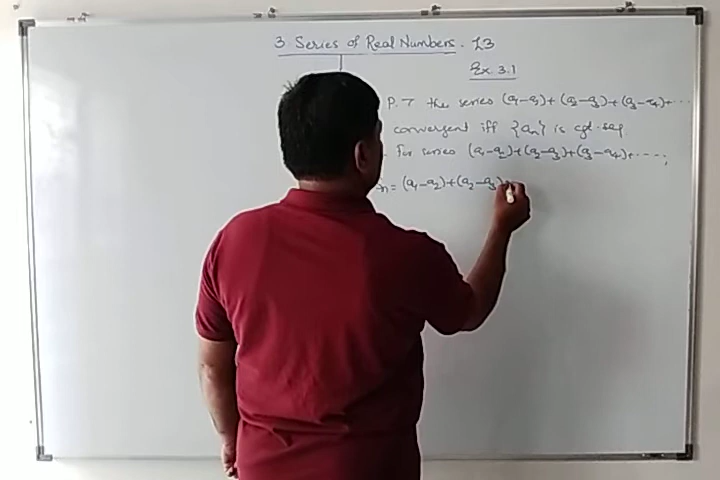 3 Series of Real Numbers. L3
Ex. 3.1
P.T the series (a₁-a₂)+(a₂-a₃)+(a₃-a₄)+...
convergent iff {aₙ} is cgt. seq.
For series (a₁-a₂)+(a₂-a₃)+(a₃-a₄)+.....;
n = (a₁-a₂)+(a₂-a₃)+